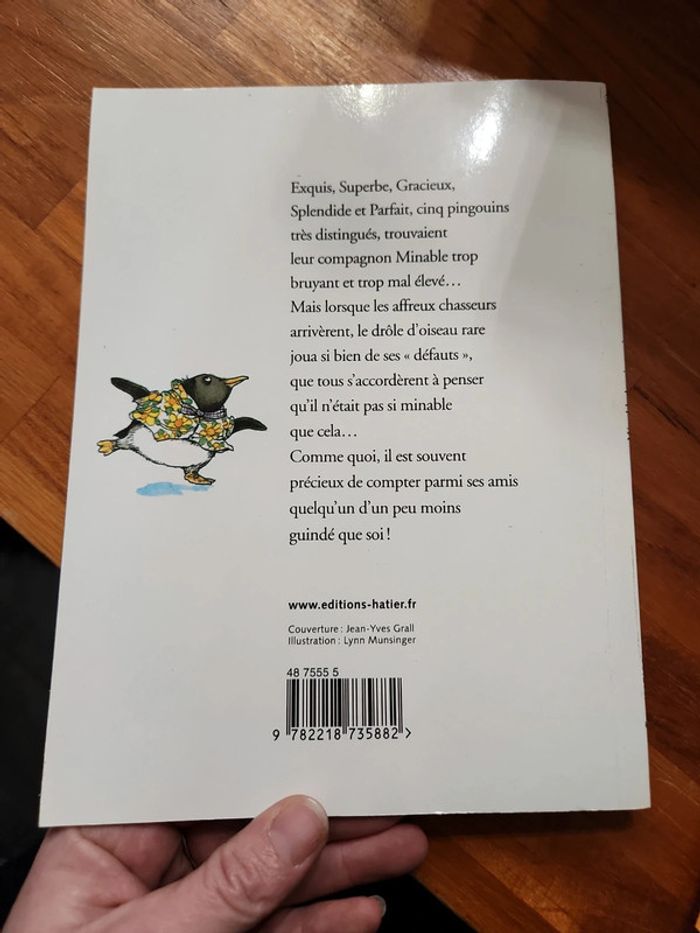 Exquis, Superbe, Gracieux,
Splendide et Parfait, cinq pingouins
très distingués, trouvaient
leur compagnon Minable trop
bruyant et trop mal élevé…
Mais lorsque les affreux chasseurs
arrivèrent, le drôle d'oiseau rare
joua si bien de ses « défauts »,
que tous s'accordèrent à penser
qu'il n'était pas si minable
que cela…
Comme quoi, il est souvent
précieux de compter parmi ses amis
quelqu'un d'un peu moins
guindé que soi !
www.editions-hatier.fr
Couverture : Jean-Yves Grall
Illustration : Lynn Munsinger
48 7555 5
9 782218 735882 >